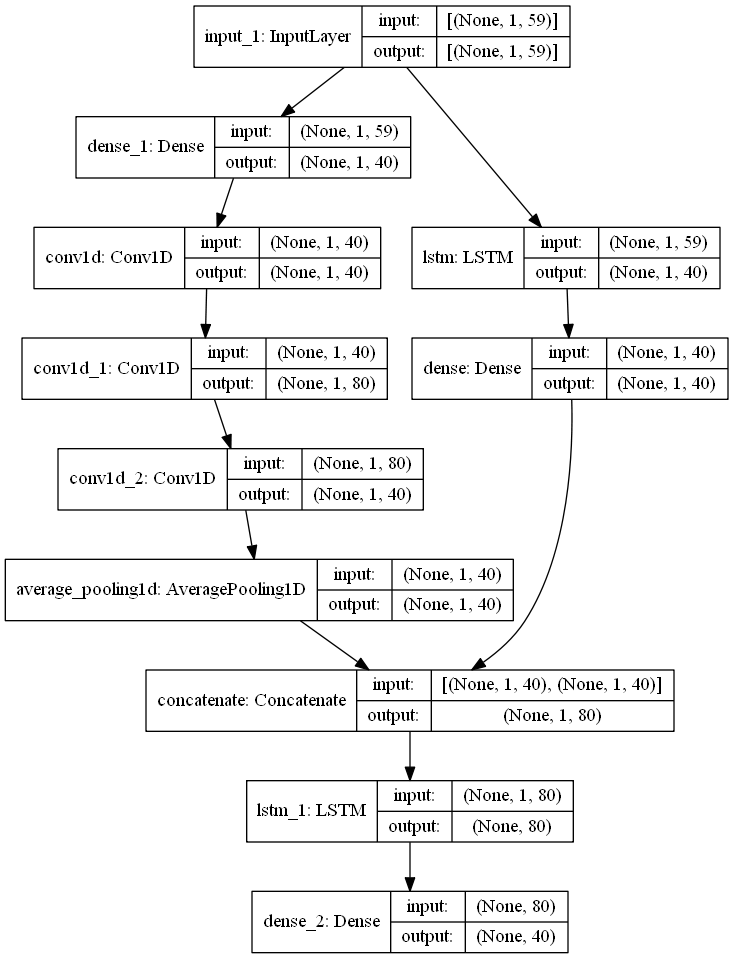 input_1: InputLayer
input: [(None, 1, 59)]
output: [(None, 1, 59)]
dense_1: Dense
input: (None, 1, 59)
output: (None, 1, 40)
conv1d: Conv1D
input: (None, 1, 40)
output: (None, 1, 40)
lstm: LSTM
input: (None, 1, 59)
output: (None, 1, 40)
conv1d_1: Conv1D
input: (None, 1, 40)
output: (None, 1, 80)
dense: Dense
input: (None, 1, 40)
output: (None, 1, 40)
conv1d_2: Conv1D
input: (None, 1, 80)
output: (None, 1, 40)
average_pooling1d: AveragePooling1D
input: (None, 1, 40)
output: (None, 1, 40)
concatenate: Concatenate
input: [(None, 1, 40), (None, 1, 40)]
output: (None, 1, 80)
lstm_1: LSTM
input: (None, 1, 80)
output: (None, 80)
dense_2: Dense
input: (None, 80)
output: (None, 40)